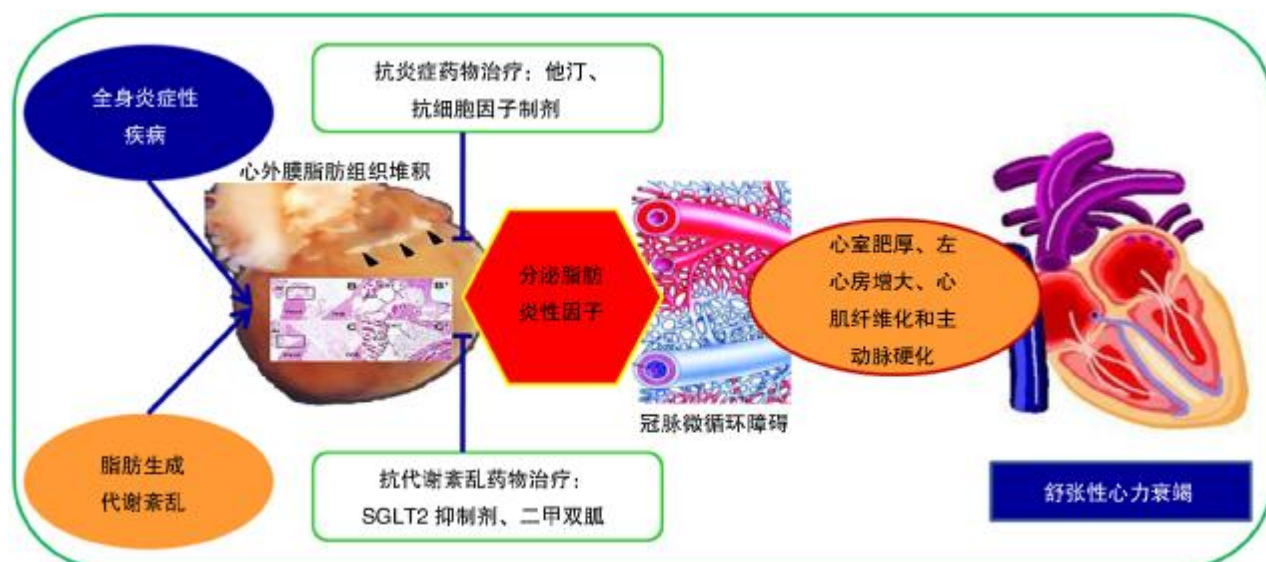 全身炎症性
疾病
抗炎症药物治疗：他汀、
抗细胞因子制剂
心外膜脂肪组织堆积
分泌脂肪
炎性因子
心室肥厚、左
心房增大、心
肌纤维化和主
动脉硬化
冠脉微循环障碍
脂肪生成
代谢紊乱
抗代谢紊乱药物治疗：
SGLT2 抑制剂、二甲双胍
舒张性心力衰竭
B
B'
C
C'